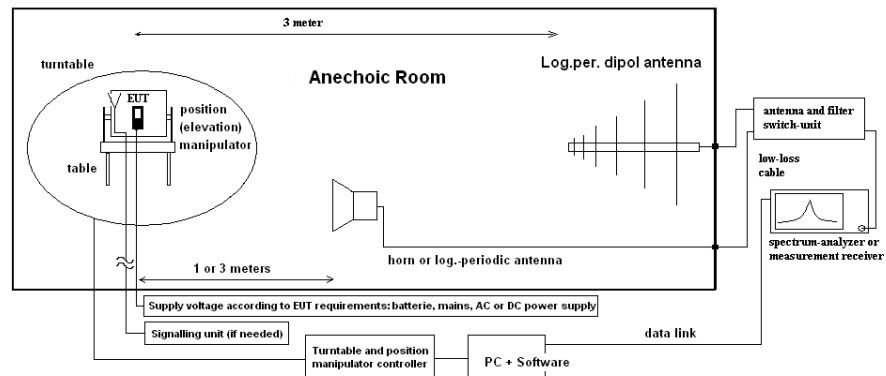 3 meter
turntable
Anechoic Room
Log.per. dipol antenna
EUT
position
(elevation)
manipulator
table
antenna and filter
switch-unit
low-loss
cable
spectrum-analyzer or
measurement receiver
horn or log.-periodic antenna
1 or 3 meters
Supply voltage according to EUT requirements: batterie, mains, AC or DC power supply
Signalling unit (if needed)
Turntable and position
manipulator controller
PC + Software
data link